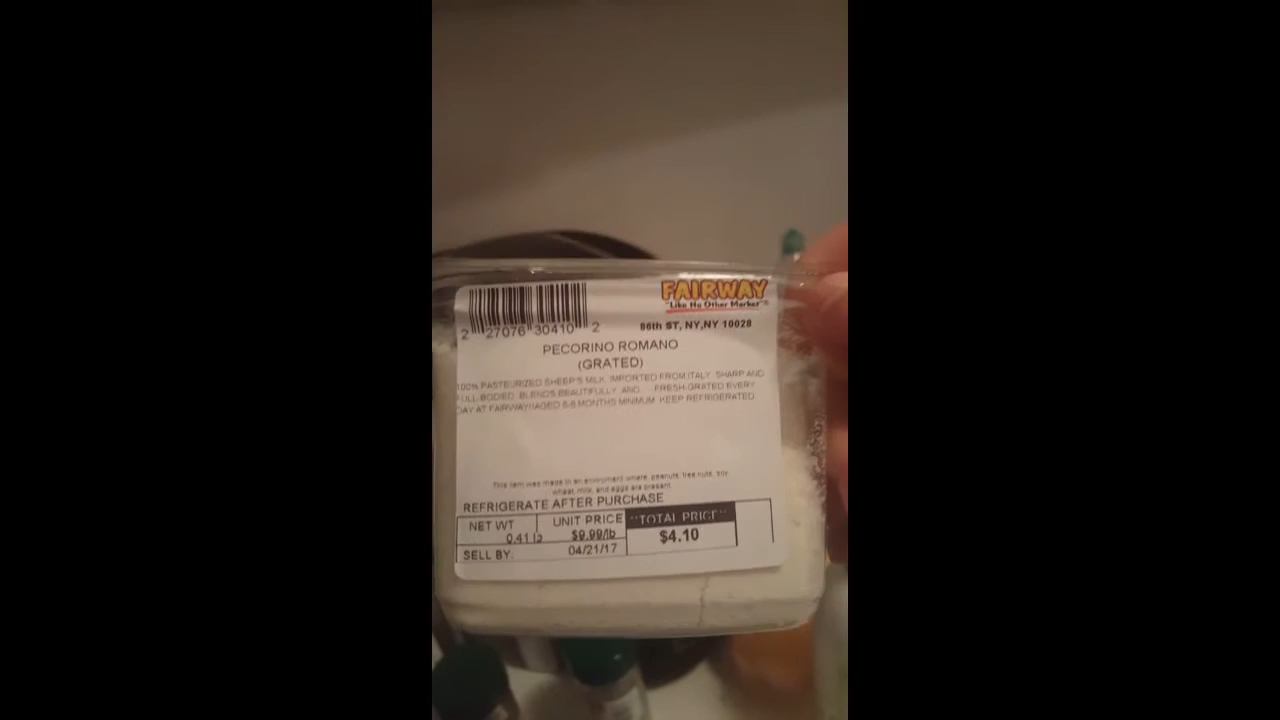 FAIRWAY
"Like No Other Market"
2 27076 30410 2
86th ST, NY,NY 10028
PECORINO ROMANO
(GRATED)
100% PASTEURIZED SHEEP'S MILK. IMPORTED FROM ITALY. SHARP AND
FULL-BODIED. BLENDS BEAUTIFULLY AND FRESH-GRATED EVERY
DAY AT FAIRWAY!!AGED MONTHS MINIMUM. KEEP REFRIGERATED
This item was made in an enviroment where, peanuts, tree nuts, soy,
wheat, milk, and eggs are present.
REFRIGERATE AFTER PURCHASE
NET WT UNIT PRICE **TOTAL PRICE**
0.41 lb $9.99/lb $4.10
SELL BY: 04/21/17